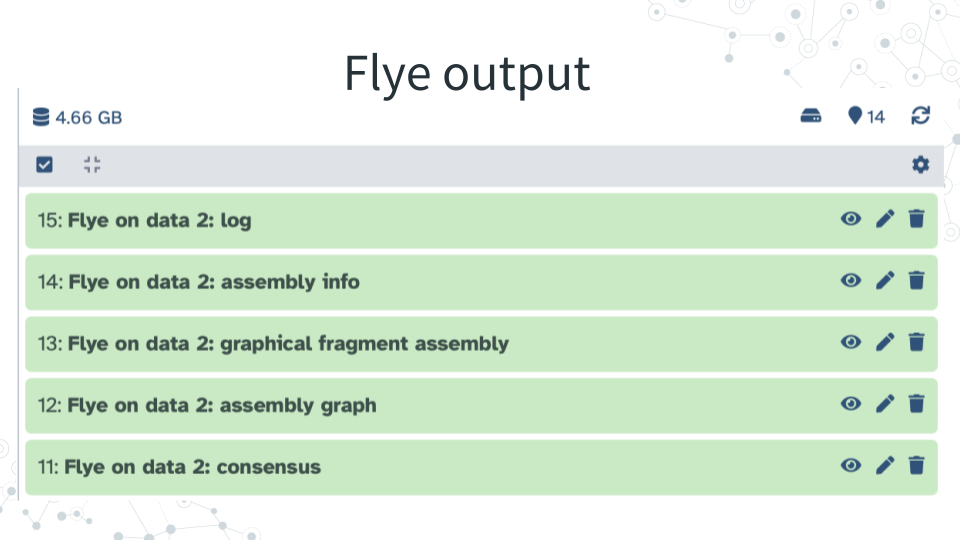 Flye output
4.66 GB
14
15: Flye on data 2: log
14: Flye on data 2: assembly info
13: Flye on data 2: graphical fragment assembly
12: Flye on data 2: assembly graph
11: Flye on data 2: consensus